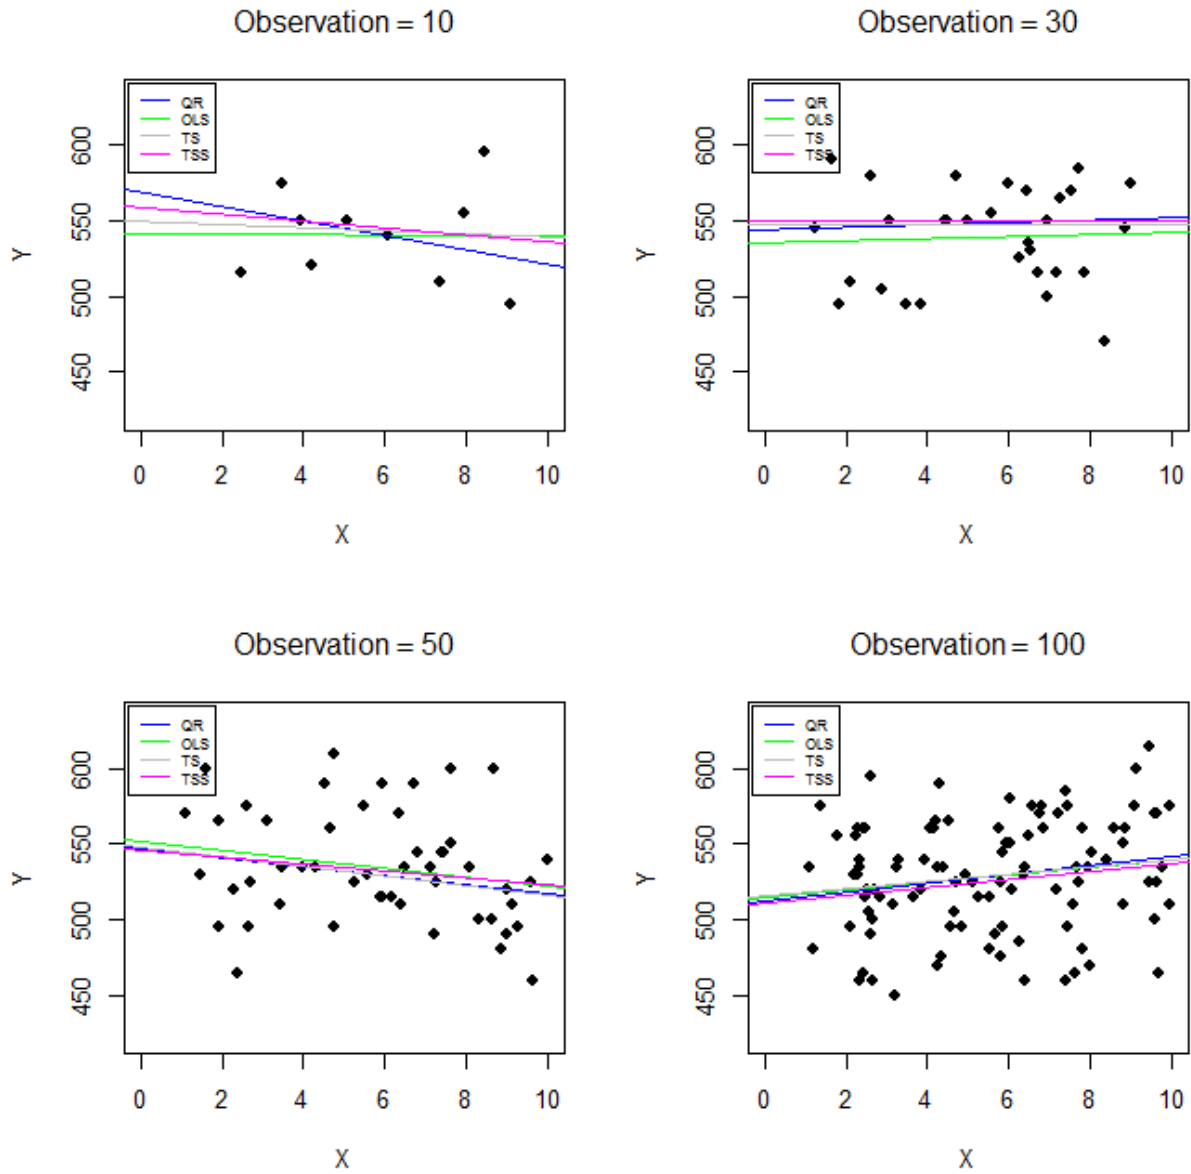 Observation = 10
QR
OLS
TS
TSS
Y
600
550
500
450
0 2 4 6 8 10
X
Observation = 30
QR
OLS
TS
TSS
Y
600
550
500
450
0 2 4 6 8 10
X
Observation = 50
QR
OLS
TS
TSS
Y
600
550
500
450
0 2 4 6 8 10
X
Observation = 100
QR
OLS
TS
TSS
Y
600
550
500
450
0 2 4 6 8 10
X